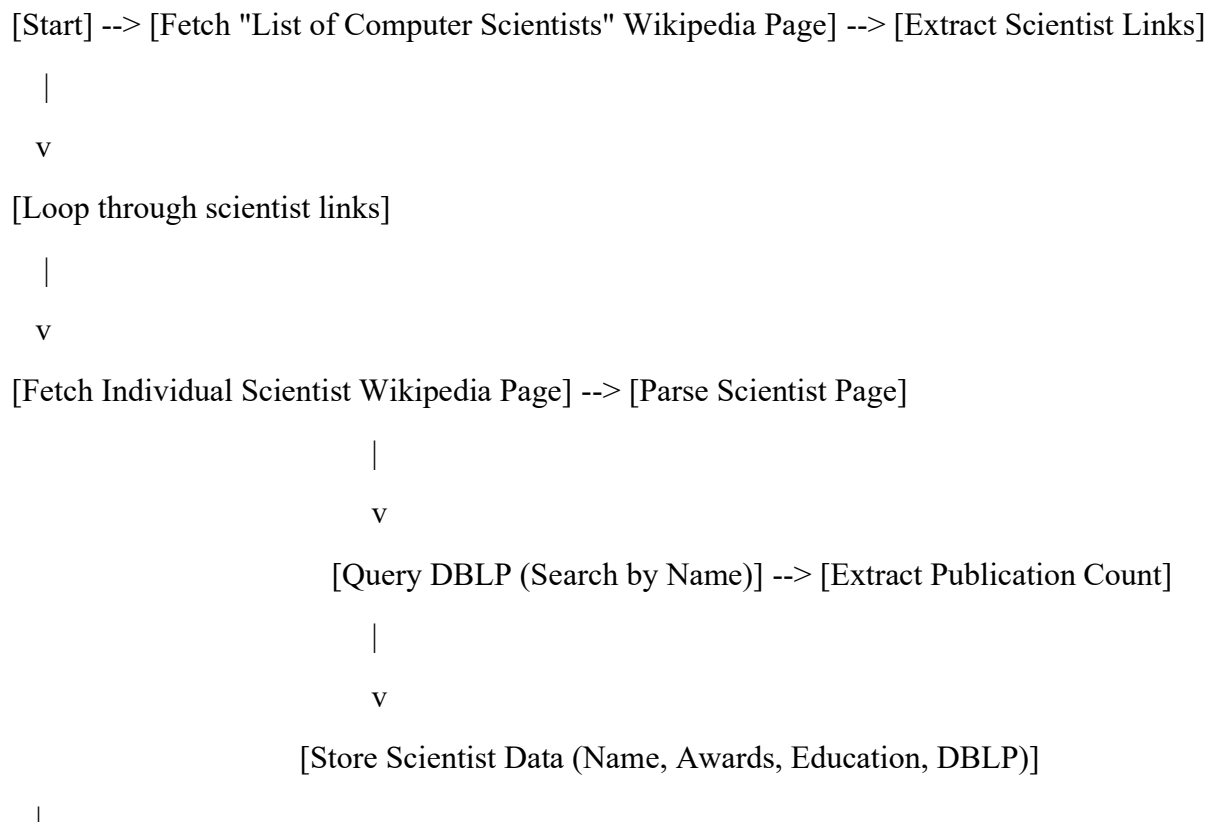 [Start] --> [Fetch "List of Computer Scientists" Wikipedia Page] --> [Extract Scientist Links]
|
v
[Loop through scientist links]
|
v
[Fetch Individual Scientist Wikipedia Page] --> [Parse Scientist Page]
|
v
[Query DBLP (Search by Name)] --> [Extract Publication Count]
|
v
[Store Scientist Data (Name, Awards, Education, DBLP)]
|